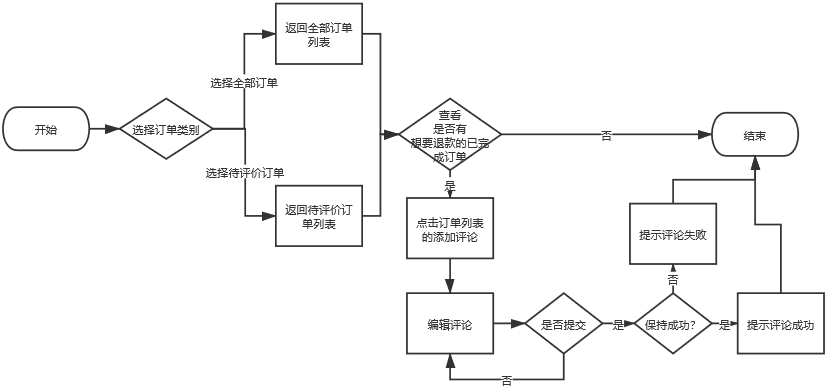 开始
选择订单类别
选择全部订单
返回全部订单
列表
选择待评价订单
返回待评价订
单列表
查看
是否有
想要退款的已完
成订单
否
结束
是
点击订单列表
的添加评论
编辑评论
是否提交
否
是
保持成功?
否
提示评论失败
是
提示评论成功